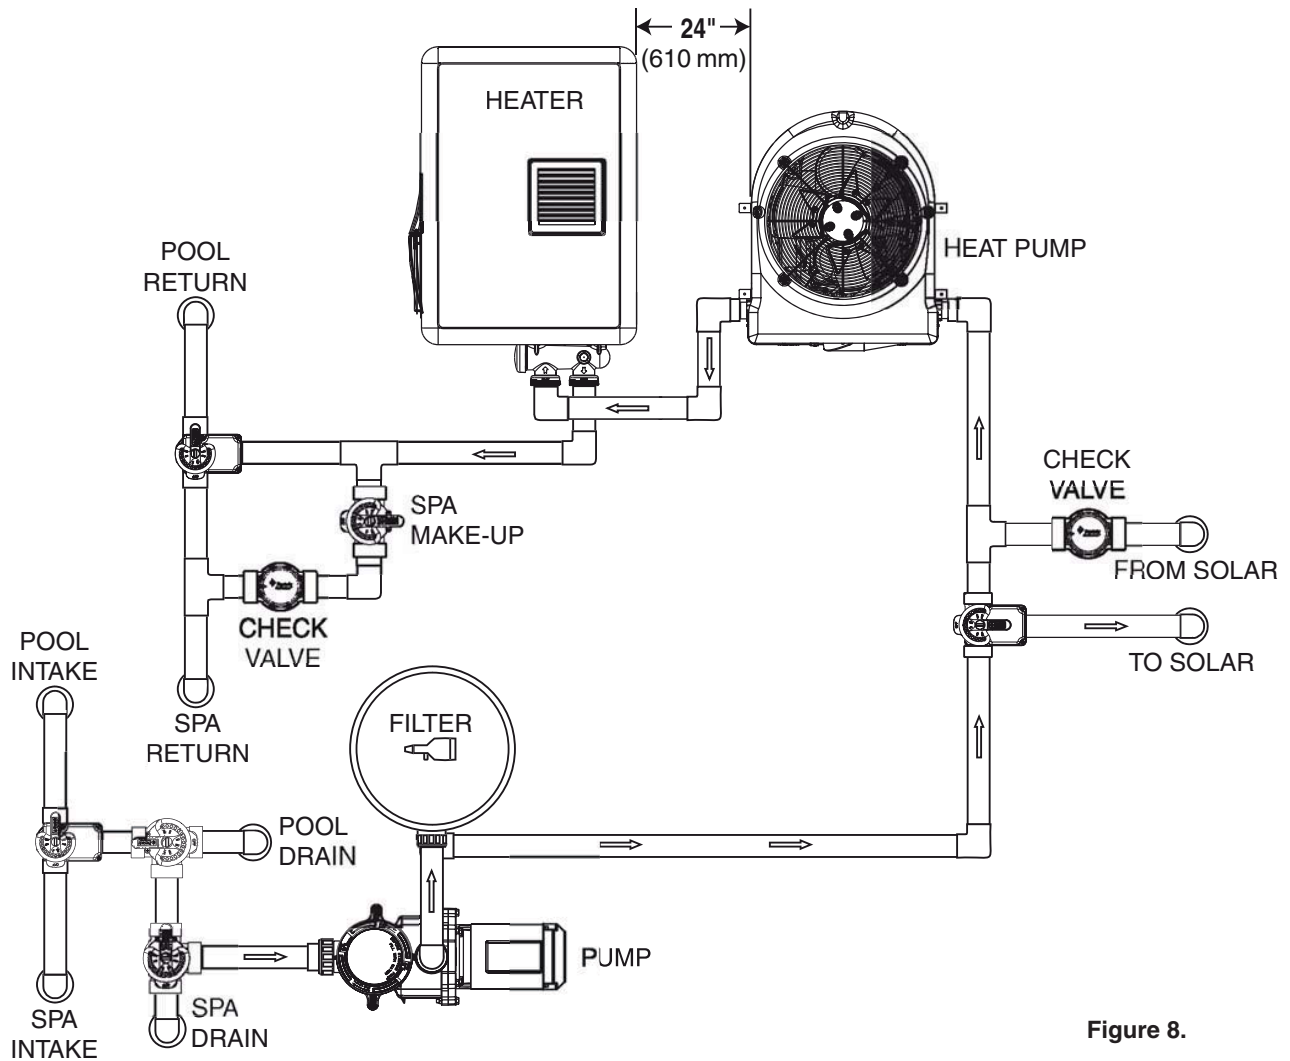 24"
(610 mm)
HEATER
HEAT PUMP
POOL
RETURN
SPA
MAKE-UP
CHECK
VALVE
FROM SOLAR
TO SOLAR
CHECK
VALVE
SPA
RETURN
POOL
INTAKE
FILTER
POOL
DRAIN
PUMP
SPA
DRAIN
SPA
INTAKE
Figure 8.